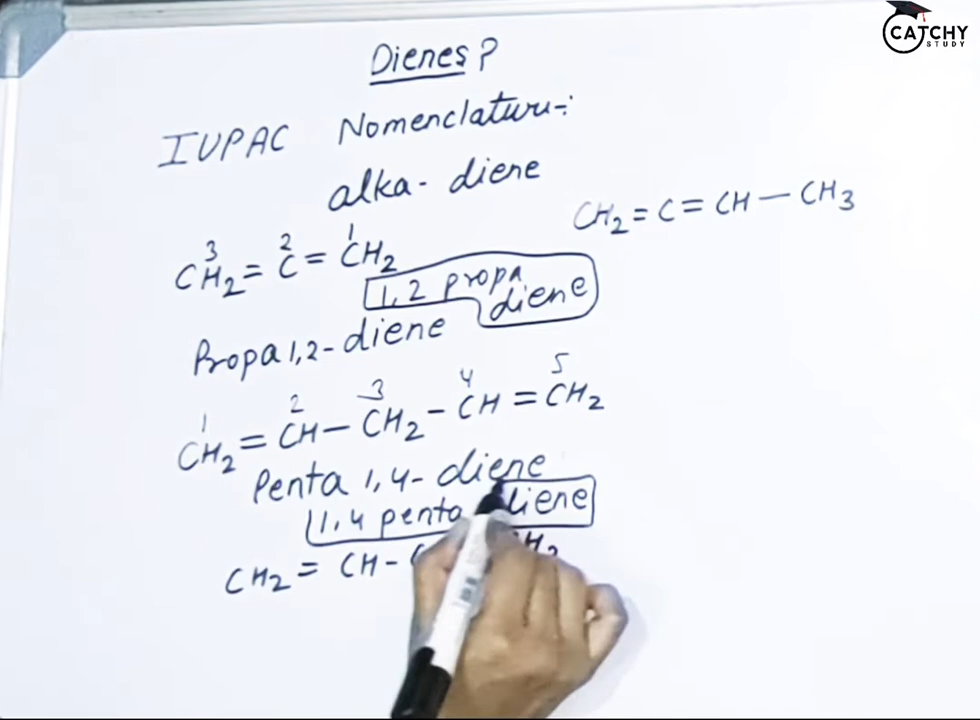 CATCHY
STUDY
Dienes?
IUPAC Nomenclature:-
alka- diene
CH2 = C = CH — CH3
3 2 1
CH2 = C = CH2
1,2 propa
diene
Propa 1,2- diene
1 2 3 4 5
CH2 = CH — CH2 - CH = CH2
Penta 1,4- diene
1,4 penta diene
CH2 = CH -